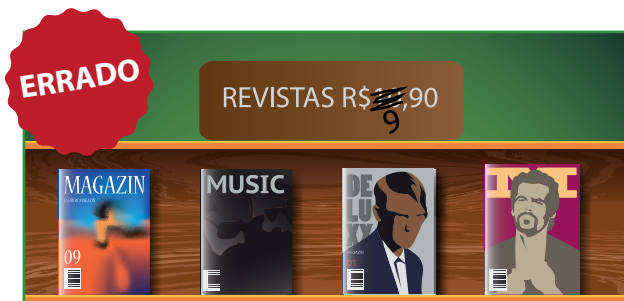 ERRADO
REVISTAS R$ ,90
9
MAGAZIN
09
MUSIC
DE
LU
XY
M